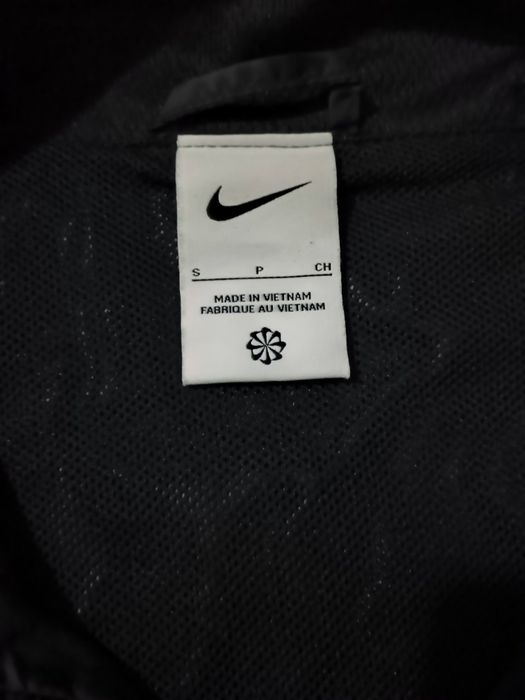 S P CH
MADE IN VIETNAM
FABRIQUE AU VIETNAM